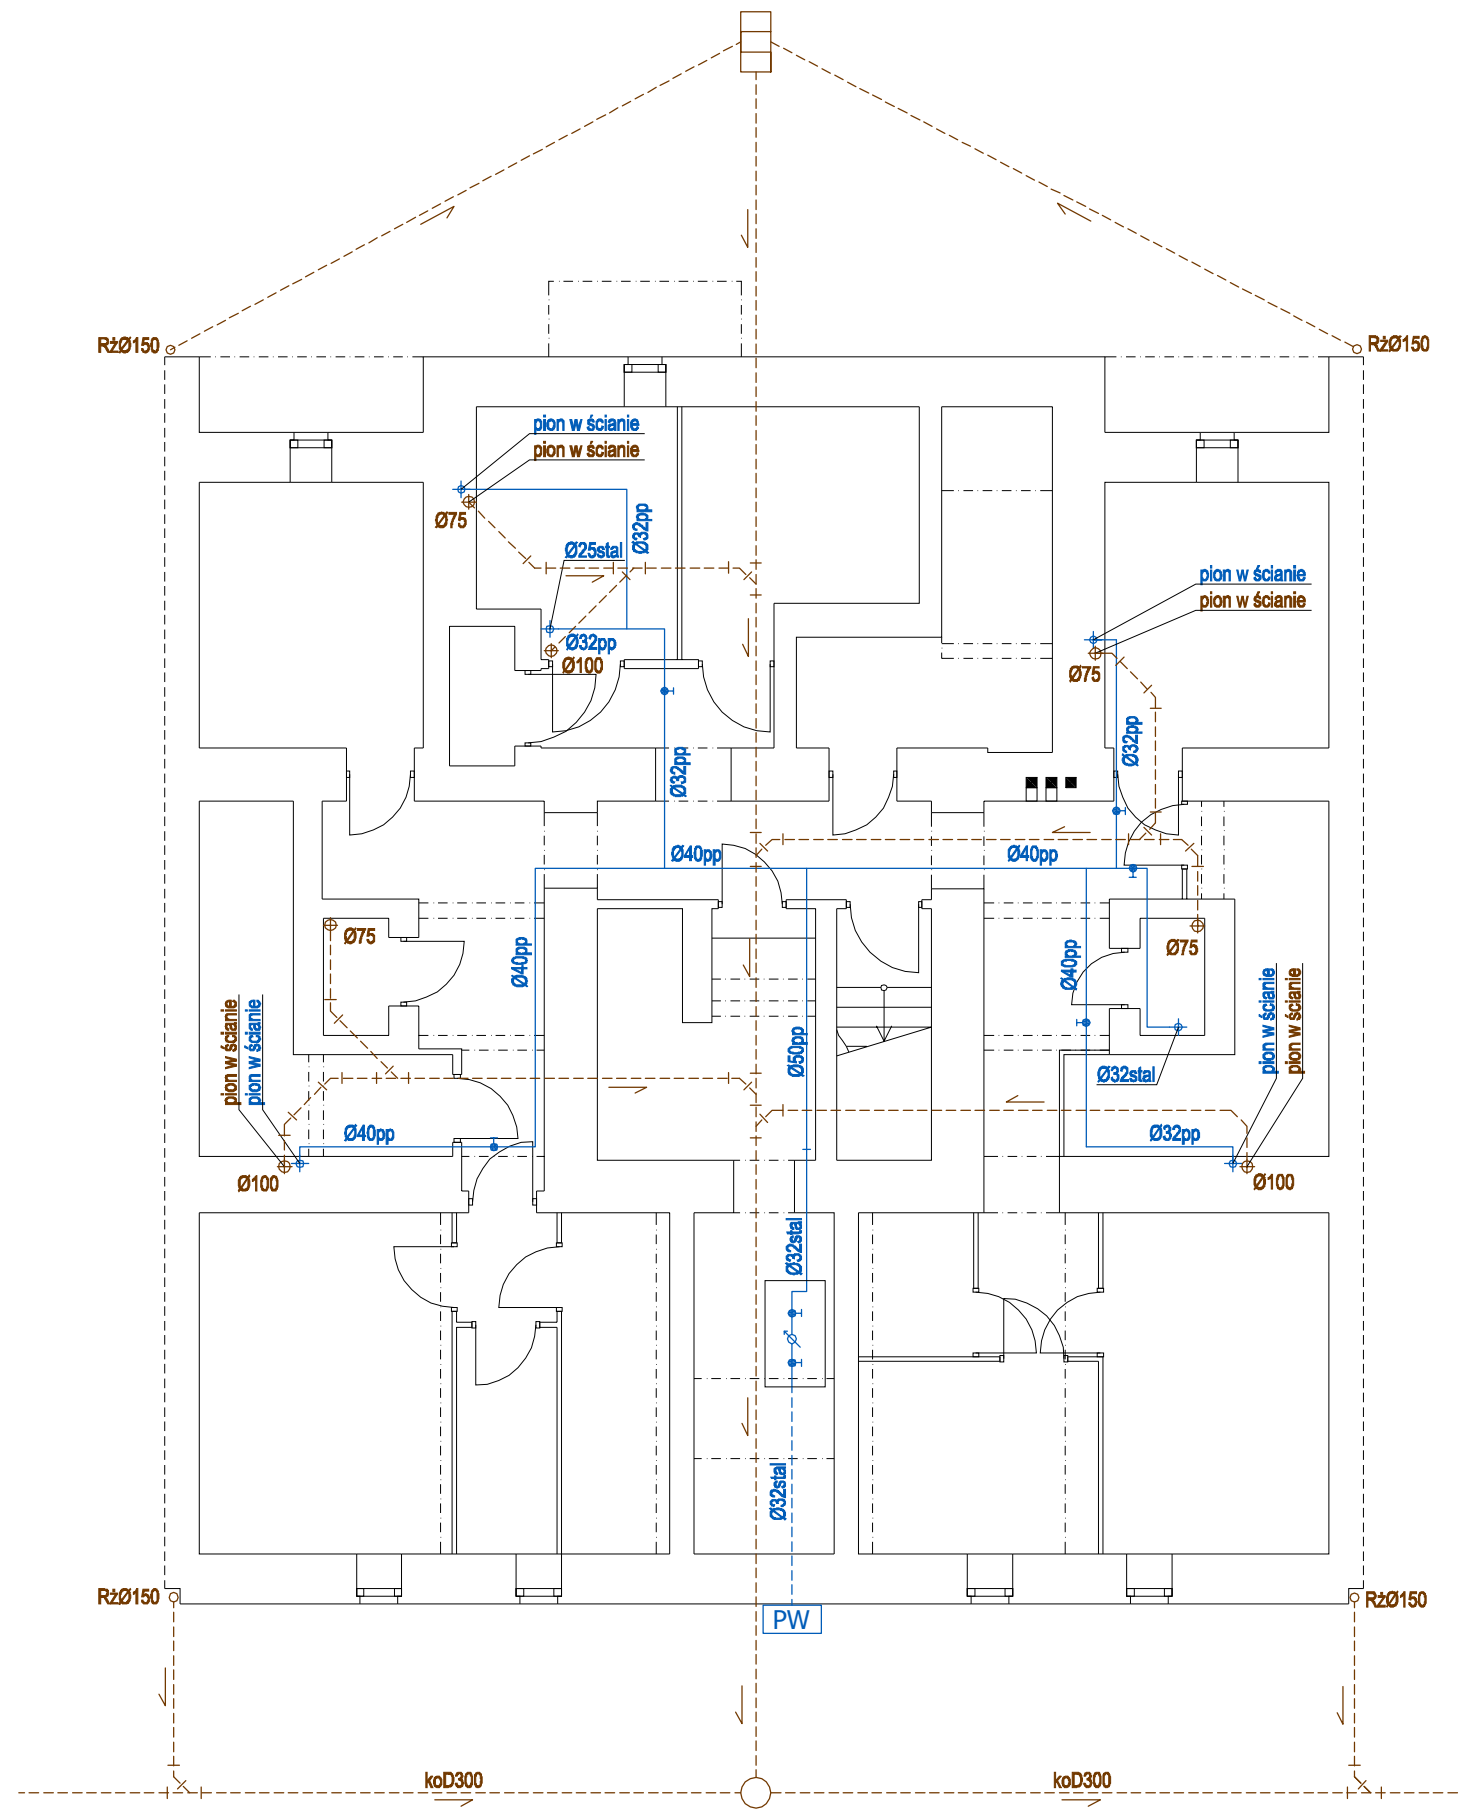 RżØ150
RżØ150
pion w ścianie
pion w ścianie
Ø75
Ø32pp
Ø25stal
Ø32pp
Ø100
pion w ścianie
pion w ścianie
Ø75
Ø32pp
Ø32pp
Ø40pp
Ø40pp
Ø75
Ø40pp
Ø40pp
Ø75
pion w ścianie
pion w ścianie
Ø50pp
pion w ścianie
pion w ścianie
Ø32stal
Ø40pp
Ø32pp
Ø100
Ø100
Ø32stal
Ø32stal
RżØ150
RżØ150
PW
koD300
koD300